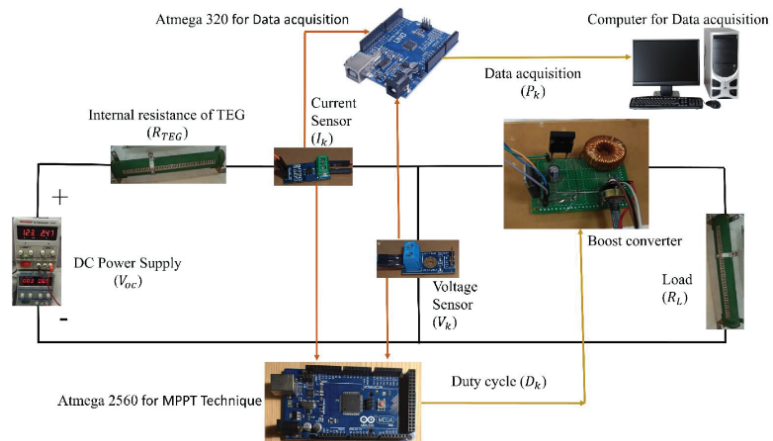 Atmega 320 for Data acquisition
Computer for Data acquisition
Data acquisition
(P_k)
Internal resistance of TEG
(R_TEG)
Current
Sensor
(I_k)
+
DC Power Supply
(V_oc)
-
Boost converter
Voltage
Sensor
(V_k)
Load
(R_L)
Atmega 2560 for MPPT Technique
Duty cycle (D_k)
UNO
MEGA